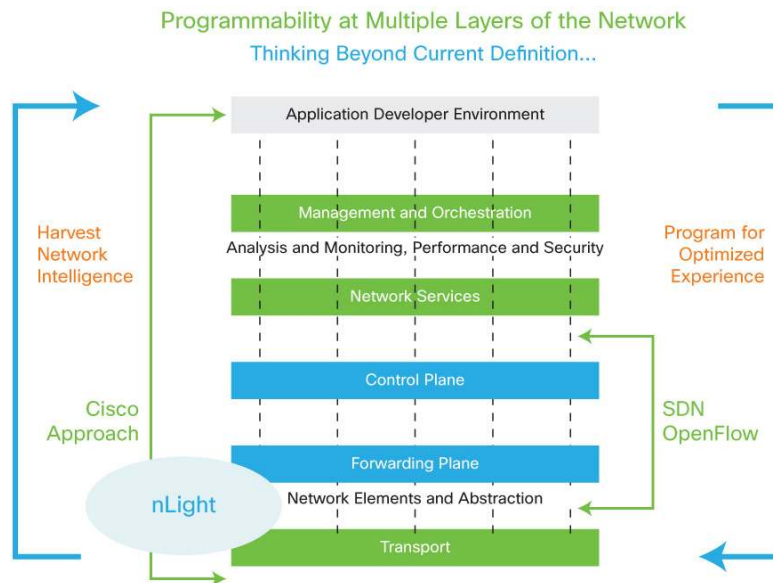 Programmability at Multiple Layers of the Network
Thinking Beyond Current Definition...
Application Developer Environment
Management and Orchestration
Analysis and Monitoring, Performance and Security
Harvest
Network
Intelligence
Program for
Optimized
Experience
Network Services
Control Plane
Cisco
Approach
SDN
OpenFlow
Forwarding Plane
nLight
Network Elements and Abstraction
Transport